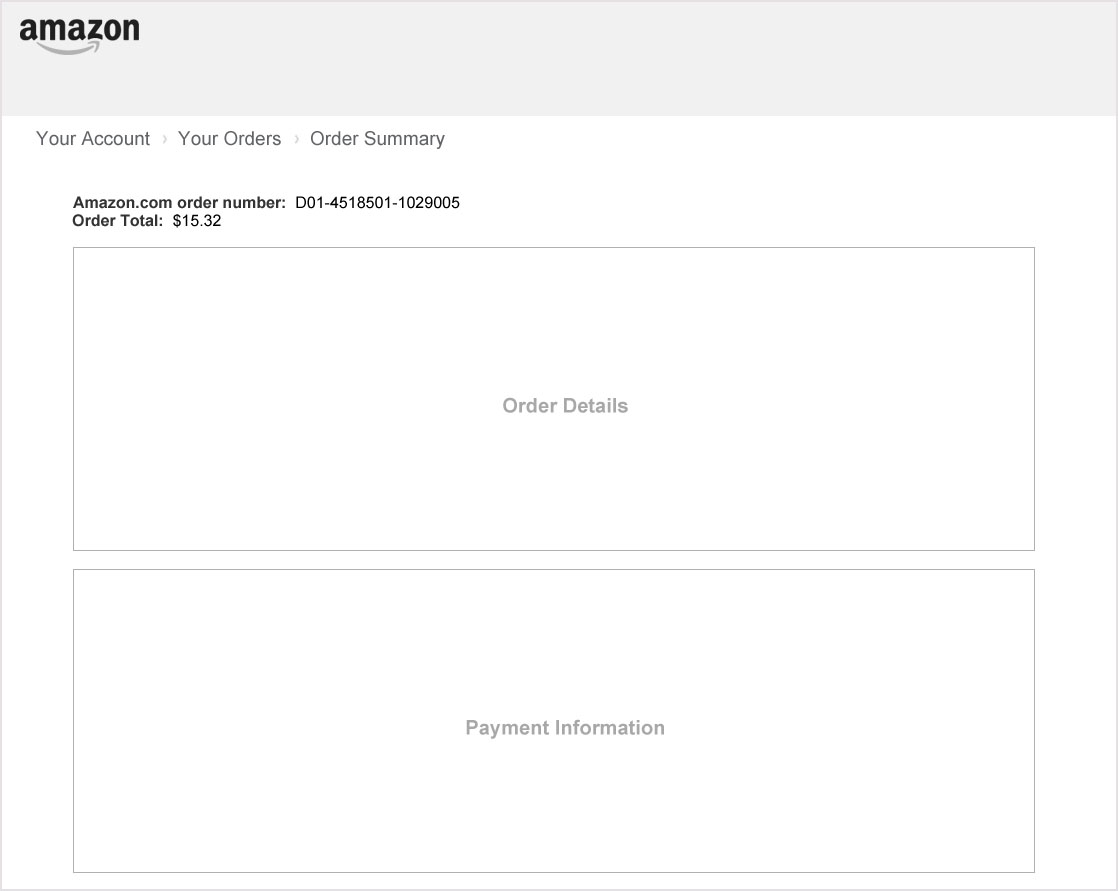 amazon
Your Account › Your Orders › Order Summary
Amazon.com order number: D01-4518501-1029005
Order Total: $15.32
Order Details
Payment Information